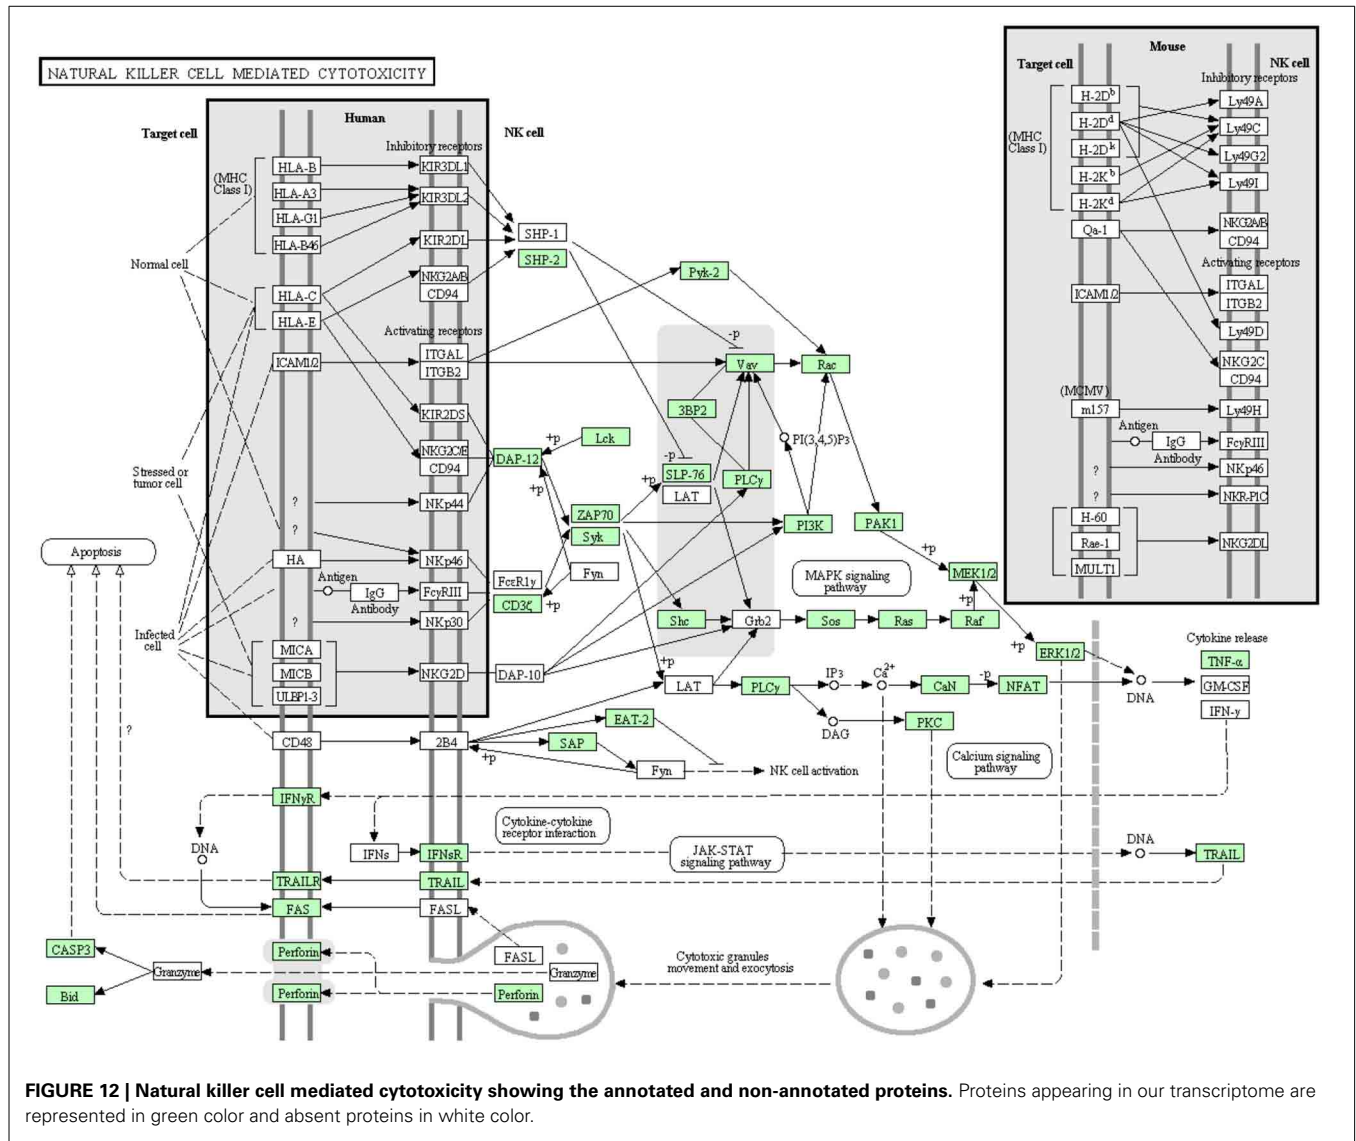 NATURAL KILLER CELL MEDIATED CYTOTOXICITY
Target cell
Human
NK cell
Inhibitory receptors
(MHC
Class I)
HLA-B
HLA-A3
HLA-G1
HLA-B46
KIR3DL1
KIR3DL2
KIR2DL
NKG2A/B
CD94
SHP-1
SHP-2
Normal cell
HLA-C
HLA-E
ICAM1/2
Activating receptors
ITGAL
ITGB2
KIR2DS
NKG2C/E
CD94
NKp44
Stressed or
tumor cell
?
?
HA
NKp46
Antigen
IgG
Antibody
FcγRIII
?
NKp30
Infected
cell
MICA
MICB
ULBP1-3
NKG2D
Pyk-2
-p
Vav
Rac
3BP2
PI(3,4,5)P3
+p
Lck
DAP-12
+p
-p
SLP-76
LAT
+p
PLCγ
ZAP70
Syk
Fyn
PI3K
PAK1
+p
FcεR1γ
CD3ζ
+p
MAPK signaling
pathway
MEK1/2
+p
Shc
Grb2
Sos
Ras
Raf
+p
ERK1/2
DAP-10
+p
LAT
PLCγ
IP3
Ca2+
CaN
-p
NFAT
DNA
DAG
PKC
Cytokine release
TNF-α
GM-CSF
IFN-γ
Apoptosis
?
CD48
2B4
+p
EAT-2
SAP
Fyn
NK cell activation
Calcium signaling
pathway
IFNγR
Cytokine-cytokine
receptor interaction
DNA
IFNs
IFNsR
JAK-STAT
signaling pathway
DNA
TRAIL
TRAILR
TRAIL
FAS
FASL
CASP3
Granzyme
Bid
Perforin
Perforin
FASL
Granzyme
Perforin
Cytotoxic granules
movement and exocytosis
Mouse
Target cell
NK cell
Inhibitory receptors
(MHC
Class I)
H-2Db
H-2Dd
H-2Dk
H-2Kb
H-2Kd
Qa-1
Ly49A
Ly49C
Ly49G2
Ly49I
NKG2A/B
CD94
Activating receptors
ICAM1/2
ITGAL
ITGB2
Ly49D
NKG2C
CD94
(MCMV)
m157
Ly49H
Antigen
IgG
Antibody
FcγRIII
?
NKp46
?
NKR-P1C
H-60
Rae-1
MULT1
NKG2DL
FIGURE 12 | Natural killer cell mediated cytotoxicity showing the annotated and non-annotated proteins. Proteins appearing in our transcriptome are
represented in green color and absent proteins in white color.